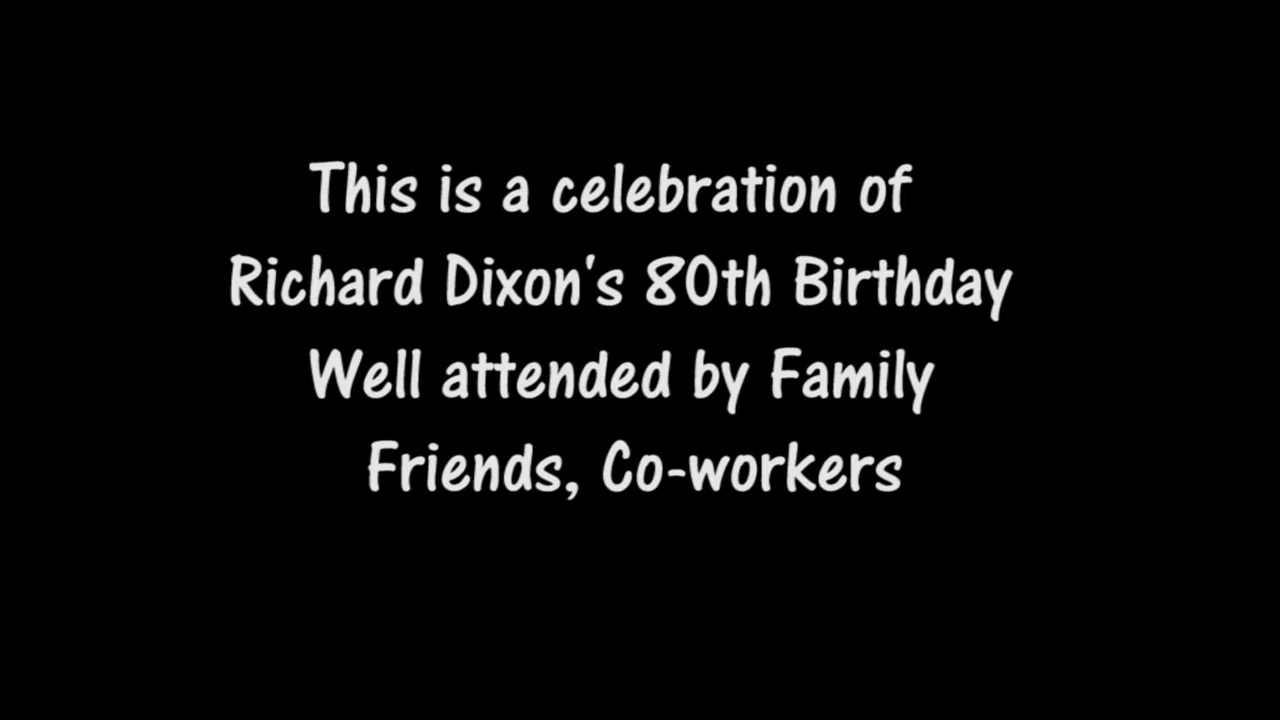 This is a celebration of
Richard Dixon's 80th Birthday
Well attended by Family
Friends, Co-workers